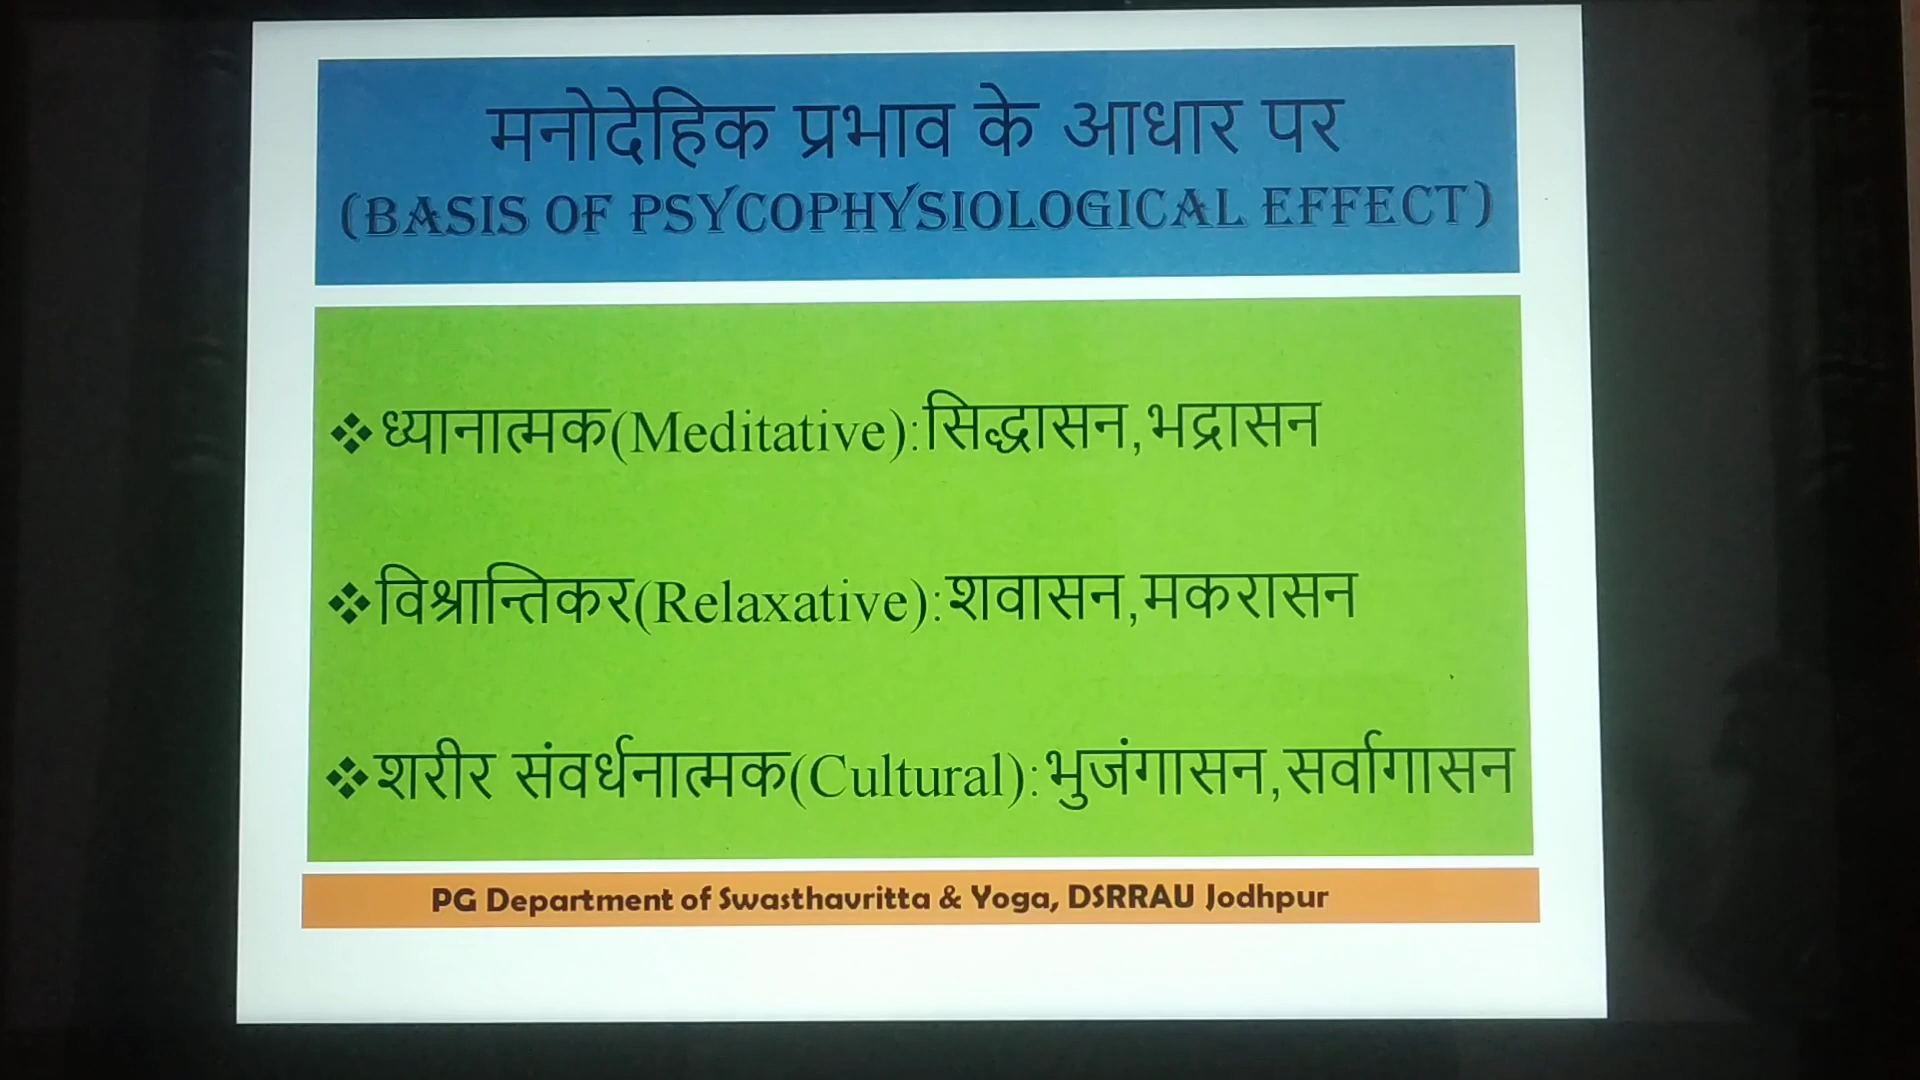 मनोदेहिक प्रभाव के आधार पर
(BASIS OF PSYCOPHYSIOLOGICAL EFFECT)
❖ध्यानात्मक(Meditative):सिद्धासन,भद्रासन
❖विश्रान्तिकर(Relaxative):शवासन,मकरासन
❖शरीर संवर्धनात्मक(Cultural):भुजंगासन,सर्वागासन
PG Department of Swasthavritta & Yoga, DSRRAU Jodhpur